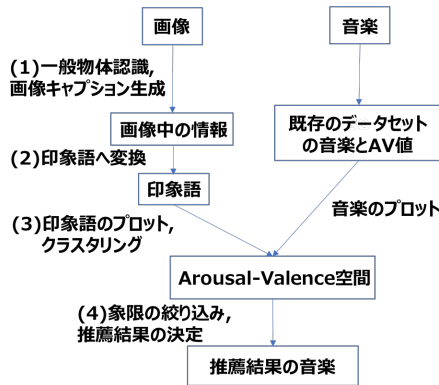 画像
音楽
(1)一般物体認識,
画像キャプション生成
画像中の情報
既存のデータセット
の音楽とAV値
(2)印象語へ変換
印象語
音楽のプロット
(3)印象語のプロット,
クラスタリング
Arousal-Valence空間
(4)象限の絞り込み,
推薦結果の決定
推薦結果の音楽